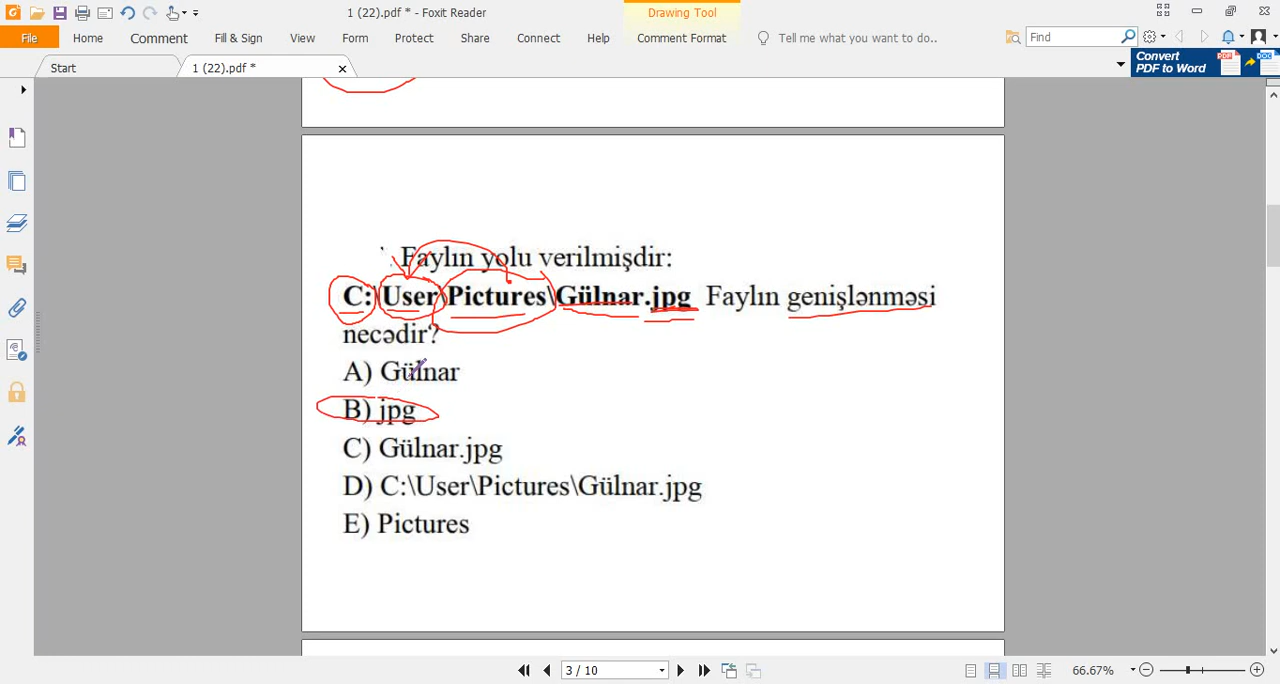 1 (22).pdf * - Foxit Reader
Drawing Tool
File Home Comment Fill & Sign View Form Protect Share Connect Help Comment Format Tell me what you want to do.. Find
Start 1 (22).pdf *
Convert
PDF to Word
Faylın yolu verilmişdir:
C:\User\Pictures\Gülnar.jpg Faylın genişlənməsi
necədir?
A) Gülnar
B) jpg
C) Gülnar.jpg
D) C:\User\Pictures\Gülnar.jpg
E) Pictures
3 / 10
66.67%